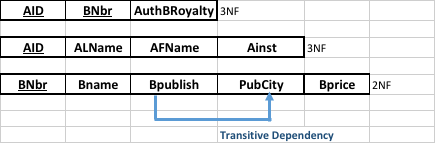 AID BNbr AuthBRoyalty 3NF
AID ALName AFName Ainst 3NF
BNbr Bname Bpublish PubCity Bprice 2NF
Transitive Dependency